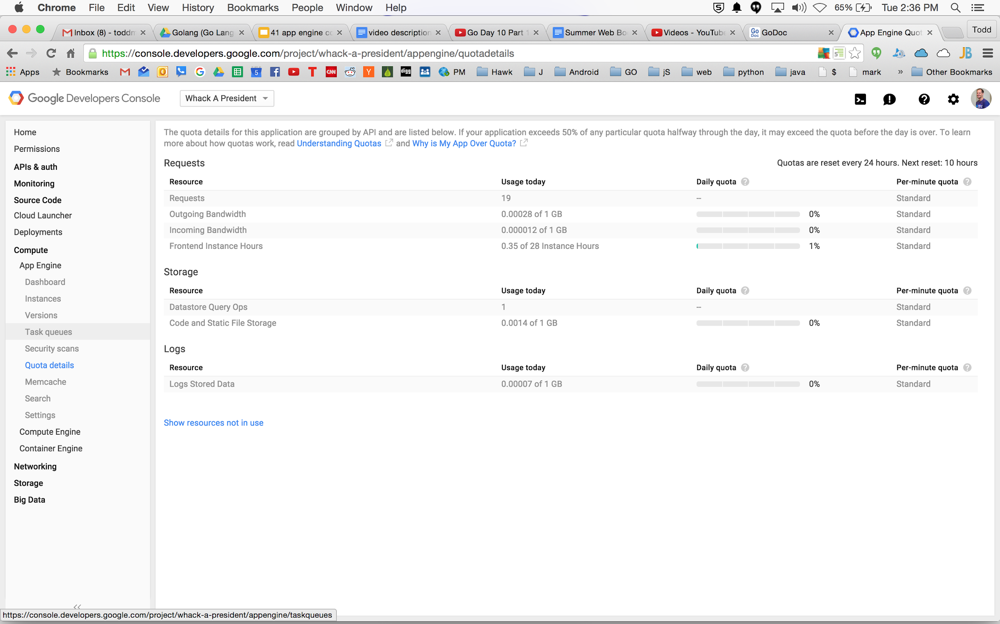 Chrome File Edit View History Bookmarks People Window Help 65% Tue 2:36 PM
Inbox (8) - toddm Golang (Go Lang 41 app engine co video description Go Day 10 Part 1 Summer Web Bo Videos - YouTube GoDoc App Engine Quot Todd
https://console.developers.google.com/project/whack-a-president/appengine/quotadetails
Apps Bookmarks PM Hawk J Android GO jS web python java $ mark » Other Bookmarks
Google Developers Console Whack A President
Home
Permissions
APIs & auth
Monitoring
Source Code
Cloud Launcher
Deployments
Compute
App Engine
Dashboard
Instances
Versions
Task queues
Security scans
Quota details
Memcache
Search
Settings
Compute Engine
Container Engine
Networking
Storage
Big Data
The quota details for this application are grouped by API and are listed below. If your application exceeds 50% of any particular quota halfway through the day, it may exceed the quota before the day is over. To learn
more about how quotas work, read Understanding Quotas and Why is My App Over Quota?
Requests Quotas are reset every 24 hours. Next reset: 10 hours
Resource Usage today Daily quota Per-minute quota
Requests 19 -- Standard
Outgoing Bandwidth 0.00028 of 1 GB 0% Standard
Incoming Bandwidth 0.000012 of 1 GB 0% Standard
Frontend Instance Hours 0.35 of 28 Instance Hours 1% Standard
Storage
Resource Usage today Daily quota Per-minute quota
Datastore Query Ops 1 -- Standard
Code and Static File Storage 0.0014 of 1 GB 0% Standard
Logs
Resource Usage today Daily quota Per-minute quota
Logs Stored Data 0.00007 of 1 GB 0% Standard
Show resources not in use
https://console.developers.google.com/project/whack-a-president/appengine/taskqueues